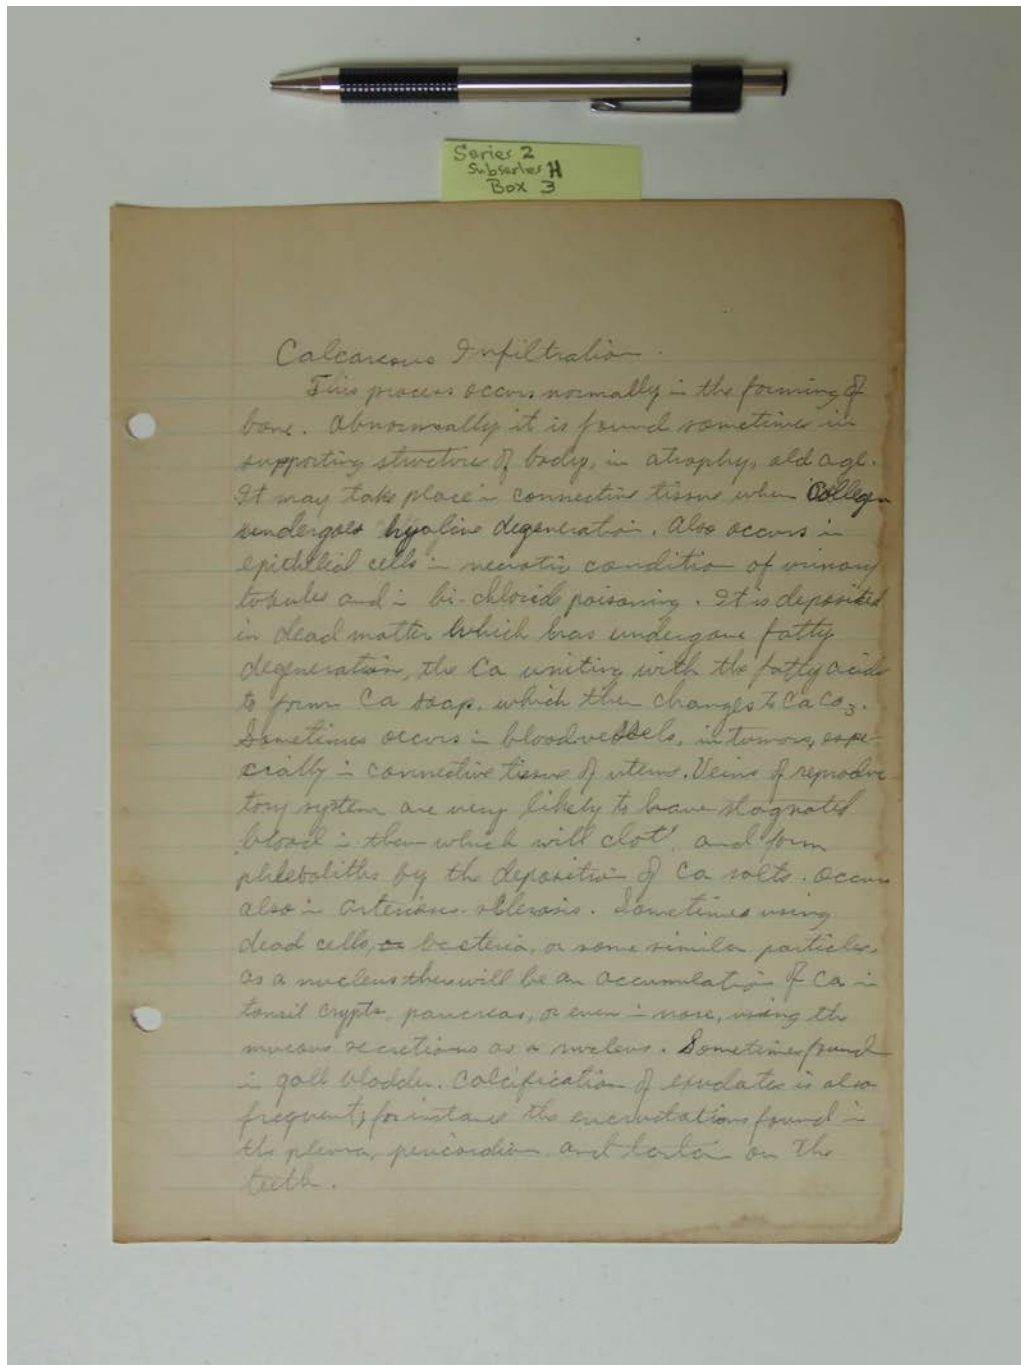 Series 2
Subseries H
Box 3
Calcareous Infiltration.
This process occurs normally in the forming of
bone. Abnormally it is found sometimes in
supporting structure of body, in atrophy, old age.
It may take place in connective tissue when collagen
undergoes hyaline degeneration. Also occurs in
epithelial cells in necrotic condition of urinary
tubules and in bi-chloride poisoning. It is deposited
in dead matter which has undergone fatty
degeneration, the Ca uniting with the fatty acids
to form Ca soap, which then changes to CaCO3.
Sometimes occurs in bloodvessels, in tumors, espe-
cially in connective tissue of uterus. Veins of reproduc
tory system are very likely to have stagnated
blood in them which will clot, and form
phleboliths by the deposition of Ca salts. Occurs
also in arterious-sclerosis. Sometimes using
dead cells, or bacteria, or some similar particles,
as a nucleus there will be an accumulation of Ca in
tonsil crypts, pancreas, or even in nose, using the
mucous secretions as a nucleus. Sometimes found
in gall bladder. Calcification of exudates is also
frequent; for instance the encrustations found in
the pleura, pericardium and tartar on the
teeth.